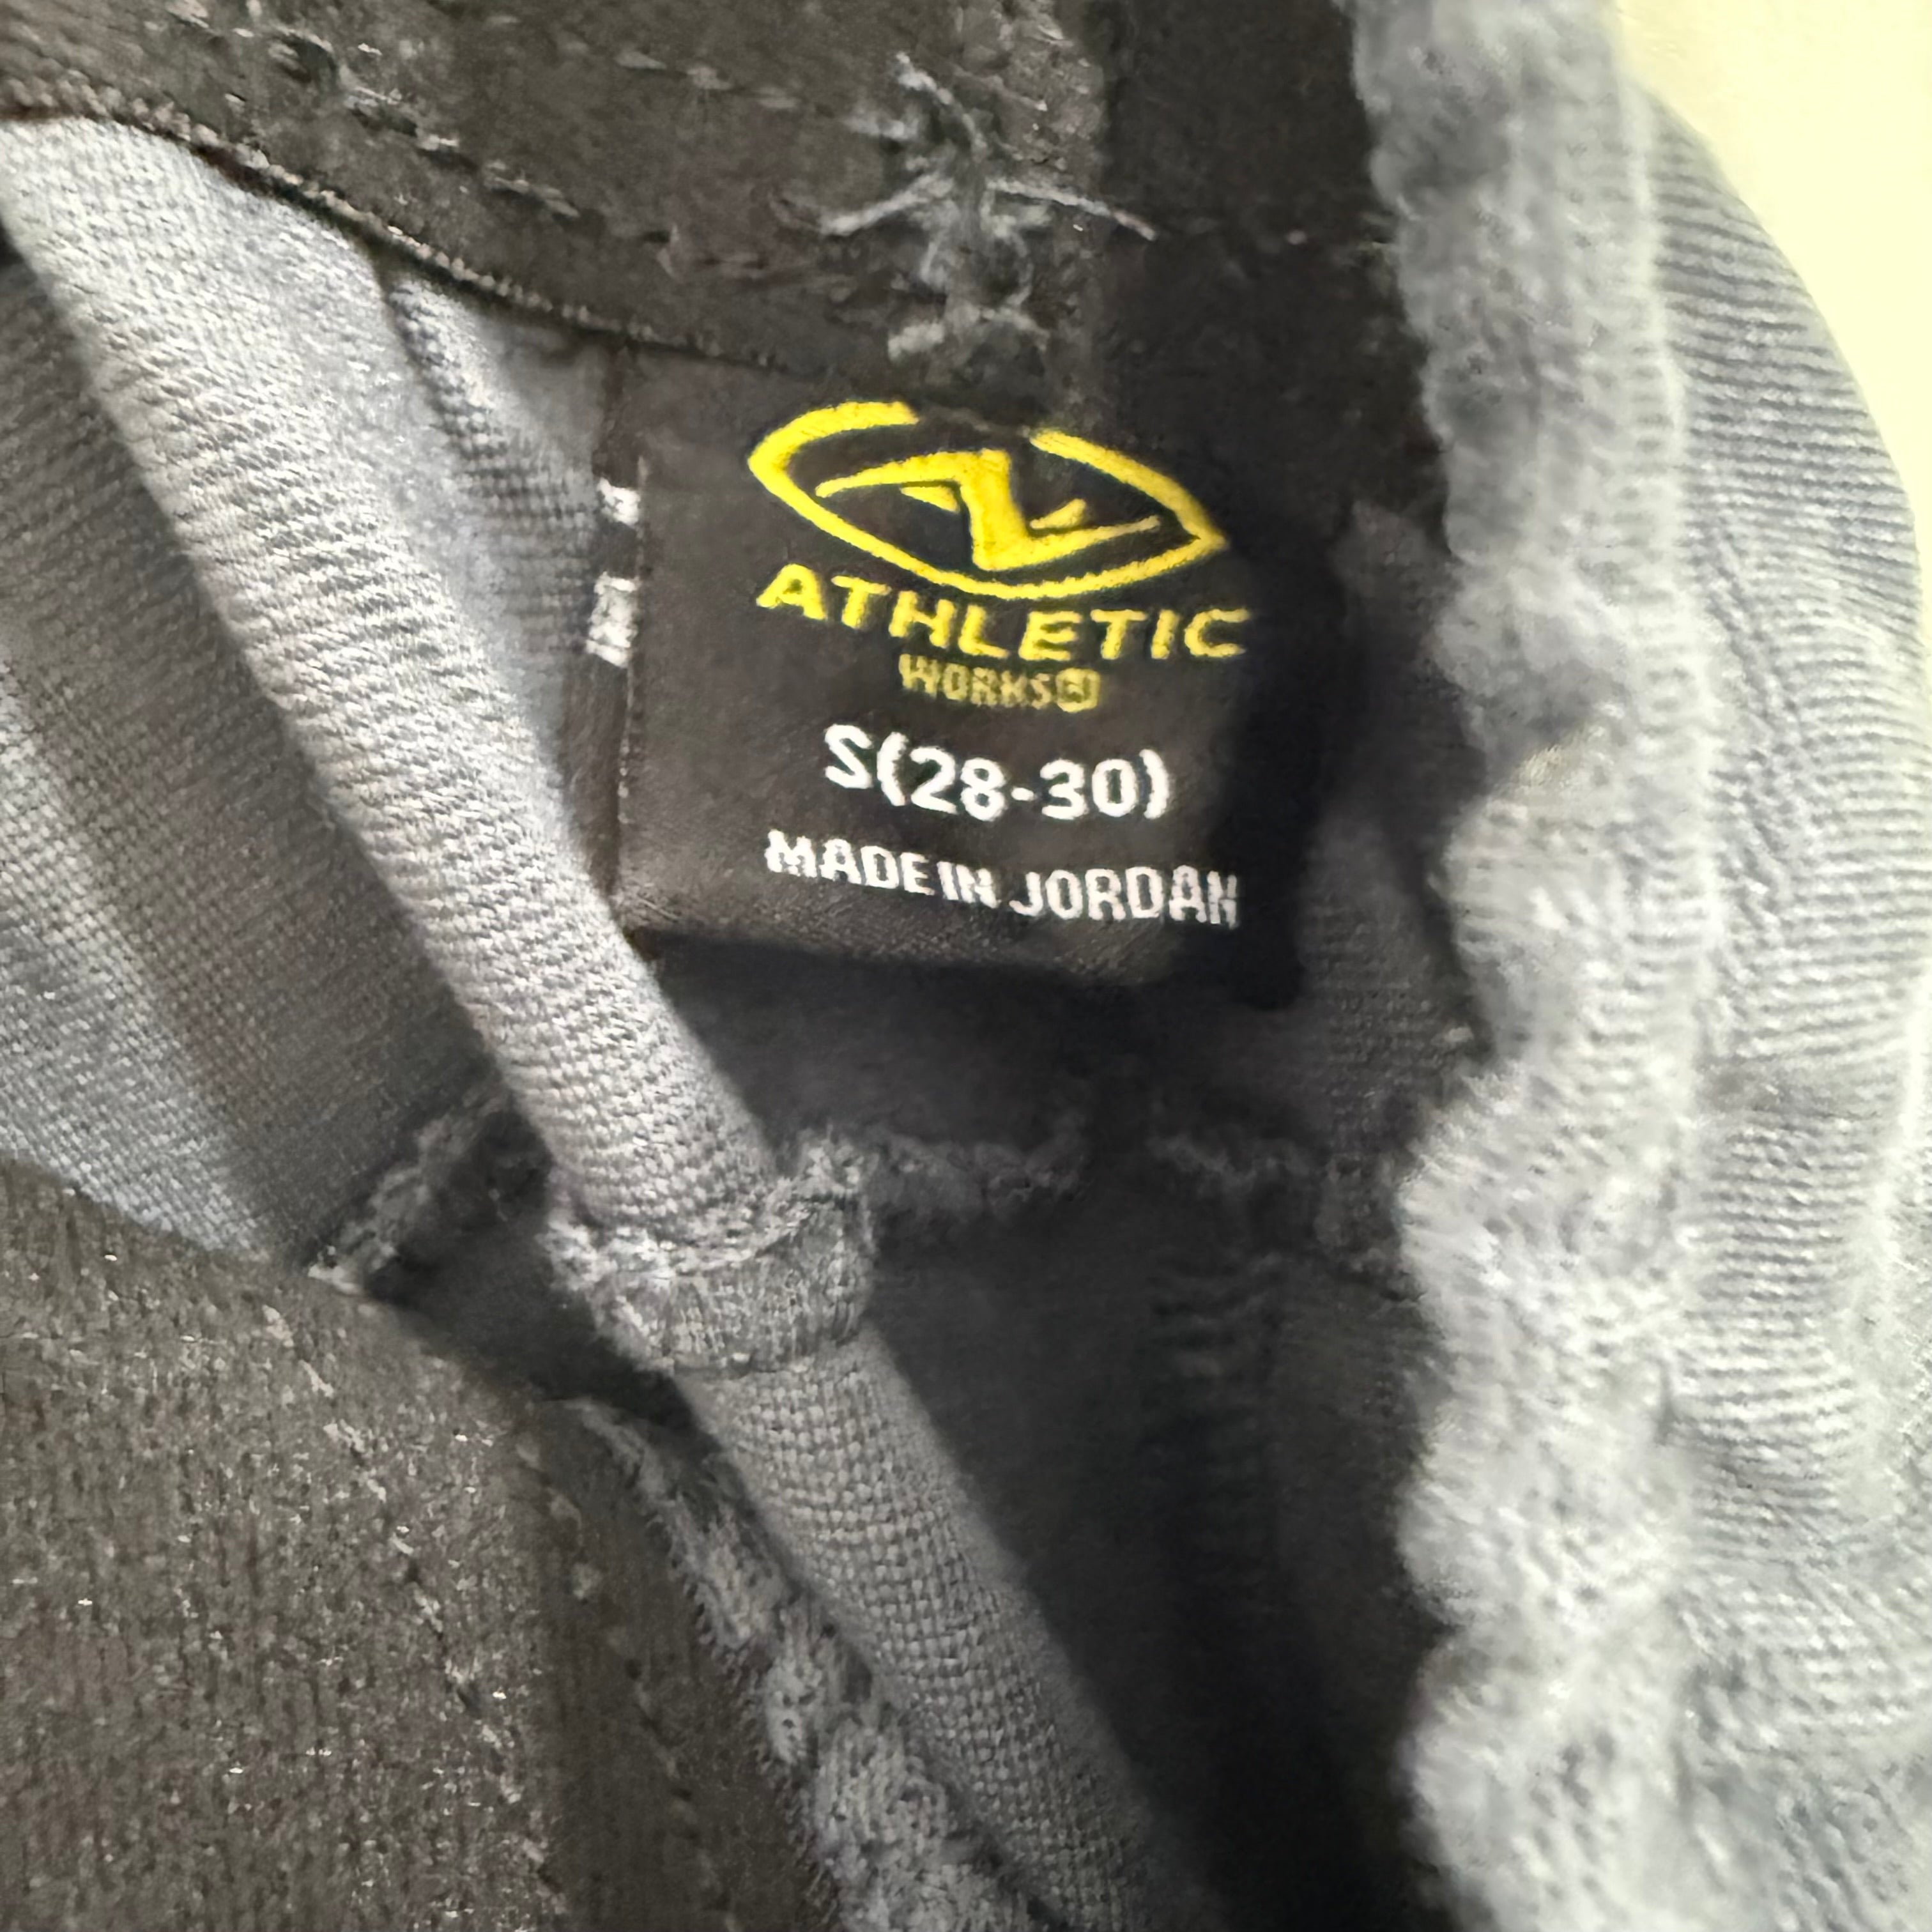 ATHLETIC
WORKS®
S(28-30)
MADE IN JORDAN